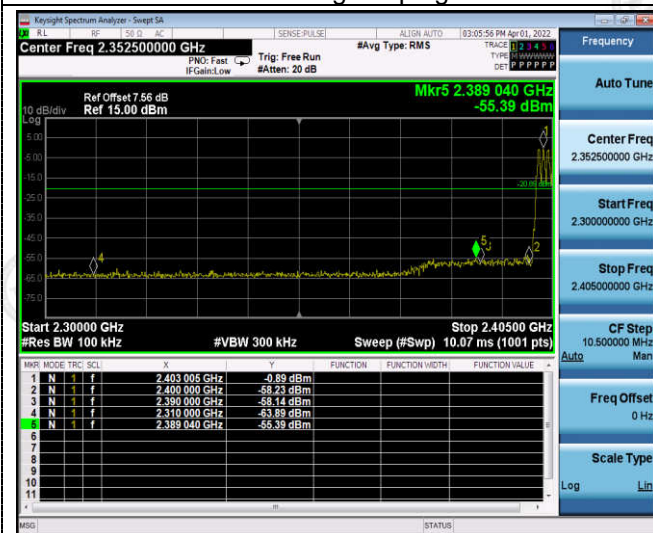 Keysight Spectrum Analyzer - Swept SA
RL RF 50 Ω AC SENSE:PULSE ALIGN AUTO 03:05:56 PM Apr 01, 2022
Center Freq 2.352500000 GHz #Avg Type: RMS TRACE 1 2 3 4 5 6
PNO: Fast Trig: Free Run TYPE M WWWWW
IFGain:Low #Atten: 20 dB DET P P P P P P
Ref Offset 7.56 dB Mkr5 2.389 040 GHz
10 dB/div Ref 15.00 dBm -55.39 dBm
Log
5.00
-5.00
-15.0
-25.0
-35.0
-45.0
-55.0
-65.0
-75.0
1
4
5
2
Start 2.30000 GHz Stop 2.40500 GHz
#Res BW 100 kHz #VBW 300 kHz Sweep (#Swp) 10.07 ms (1001 pts)
MKR MODE TRC SCL X Y FUNCTION FUNCTION WIDTH FUNCTION VALUE
1 N 1 f 2.403 005 GHz -0.89 dBm
2 N 1 f 2.400 000 GHz -58.23 dBm
3 N 1 f 2.390 000 GHz -58.14 dBm
4 N 1 f 2.310 000 GHz -63.89 dBm
5 N 1 f 2.389 040 GHz -55.39 dBm
6
7
8
9
10
11
MSG STATUS
Frequency
Auto Tune
Center Freq
2.352500000 GHz
Start Freq
2.300000000 GHz
Stop Freq
2.405000000 GHz
CF Step
10.500000 MHz
Auto Man
Freq Offset
0 Hz
Scale Type
Log Lin